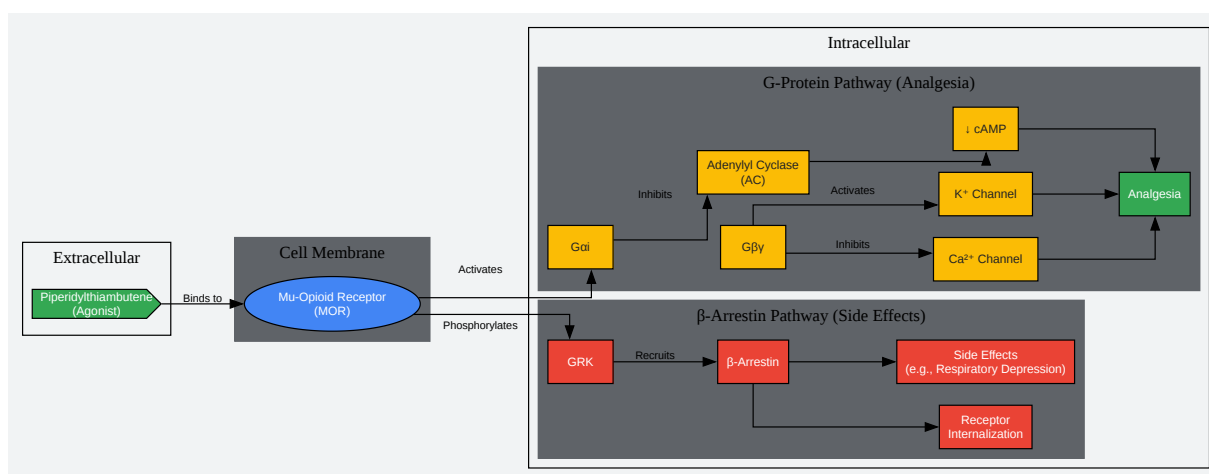 Intracellular
G-Protein Pathway (Analgesia)
↓ cAMP
Adenylyl Cyclase
(AC)
Inhibits
Activates
K⁺ Channel
Analgesia
Gαi
Gβγ
Inhibits
Ca²⁺ Channel
Extracellular
Cell Membrane
Activates
Piperidylthiambutene
(Agonist)
Binds to
Mu-Opioid Receptor
(MOR)
Phosphorylates
β-Arrestin Pathway (Side Effects)
GRK
Recruits
β-Arrestin
Side Effects
(e.g., Respiratory Depression)
Receptor
Internalization